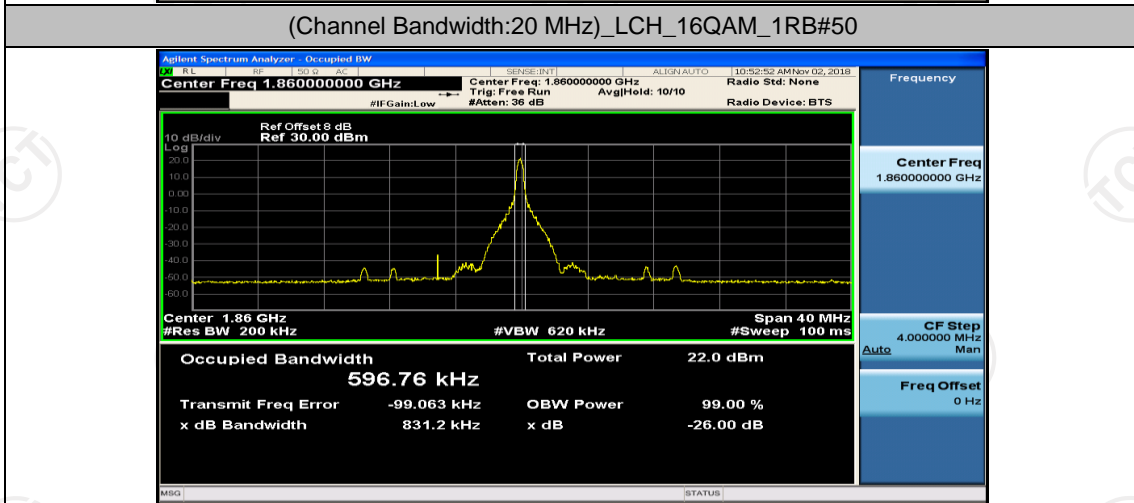 (Channel Bandwidth:20 MHz)_LCH_16QAM_1RB#50
Agilent Spectrum Analyzer - Occupied BW
LXI RL RF 50 Ω AC SENSE:INT ALIGN AUTO 10:52:52 AM Nov 02, 2018
Center Freq 1.860000000 GHz
Center Freq: 1.860000000 GHz
Radio Std: None
Trig: Free Run Avg|Hold: 10/10
#IFGain:Low #Atten: 36 dB Radio Device: BTS
Frequency
Ref Offset 8 dB
10 dB/div Ref 30.00 dBm
Log
20.0
10.0
0.00
-10.0
-20.0
-30.0
-40.0
-50.0
-60.0
Center 1.86 GHz Span 40 MHz
#Res BW 200 kHz #VBW 620 kHz #Sweep 100 ms
Occupied Bandwidth Total Power 22.0 dBm
596.76 kHz
Transmit Freq Error -99.063 kHz OBW Power 99.00 %
x dB Bandwidth 831.2 kHz x dB -26.00 dB
Center Freq
1.860000000 GHz
CF Step
4.000000 MHz
Auto Man
Freq Offset
0 Hz
MSG STATUS
TCT
TCT